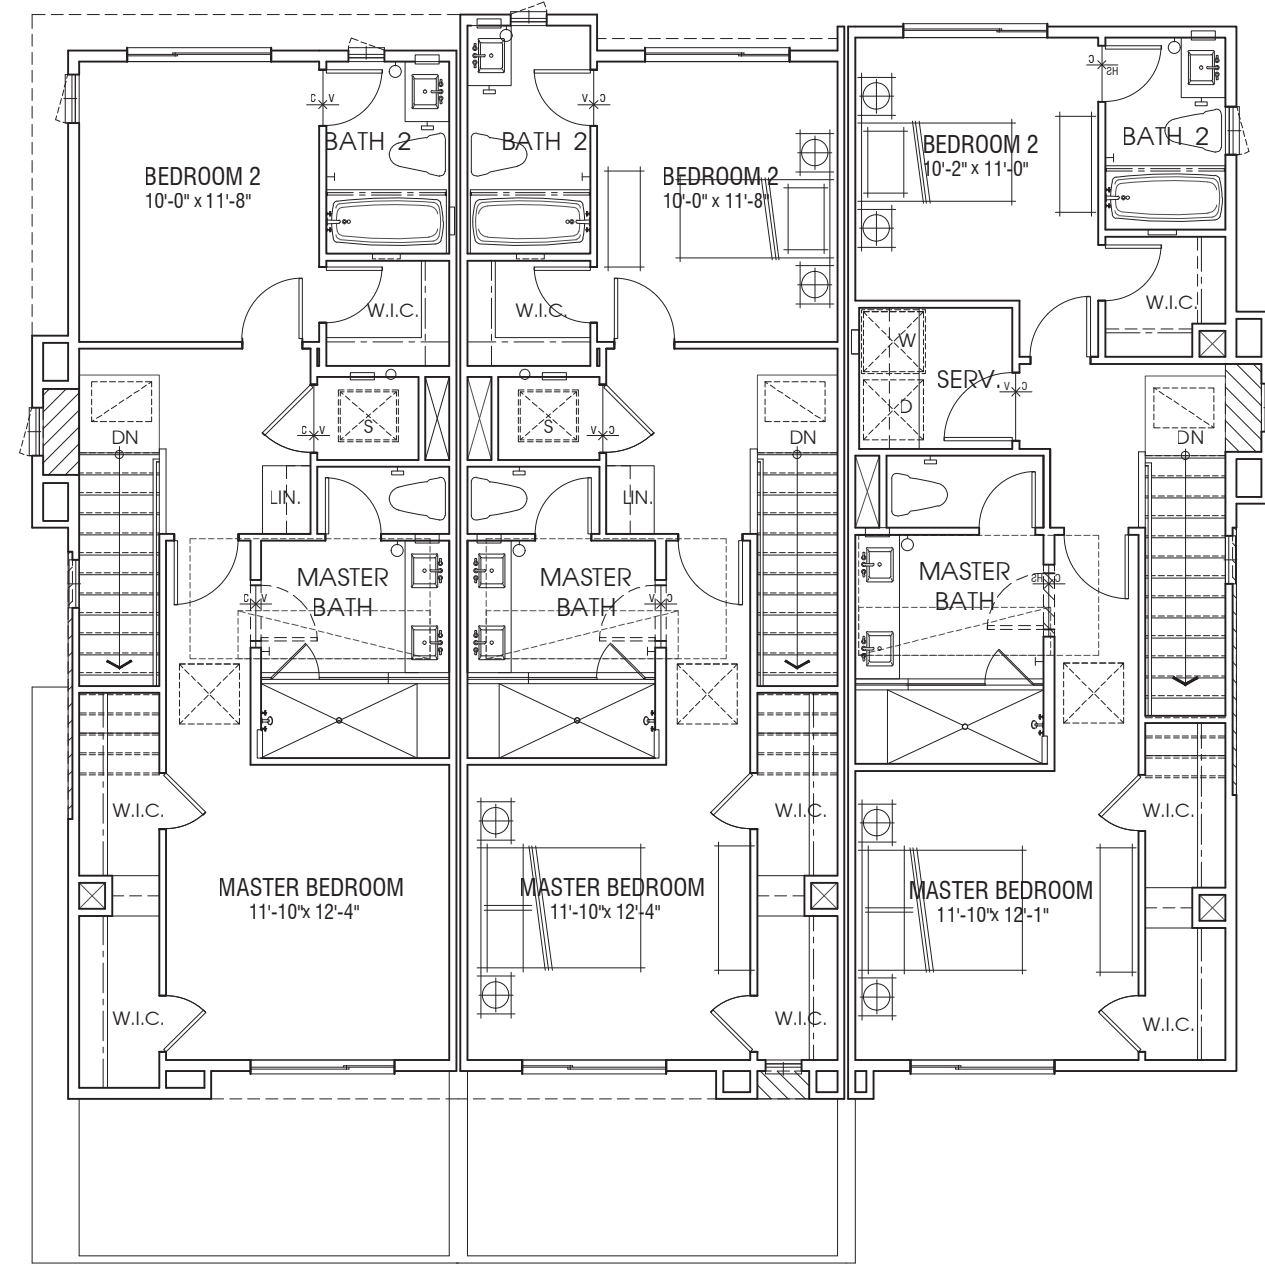 BATH 2
BEDROOM 2
10'-0" x 11'-8"
C V
W.I.C.
DN
S
C V
LIN.
MASTER
BATH
C V
W.I.C.
MASTER BEDROOM
11'-10"x 12'-4"
W.I.C.
BATH 2
BEDROOM 2
10'-0" x 11'-8"
V C
W.I.C.
DN
S
V C
LIN.
MASTER
BATH
V C
W.I.C.
MASTER BEDROOM
11'-10"x 12'-4"
W.I.C.
C HS
BATH 2
BEDROOM 2
10'-2" x 11'-0"
W.I.C.
W
SERV.
V C
D
DN
MASTER
BATH
HS C
W.I.C.
MASTER BEDROOM
11'-10"x 12'-1"
W.I.C.